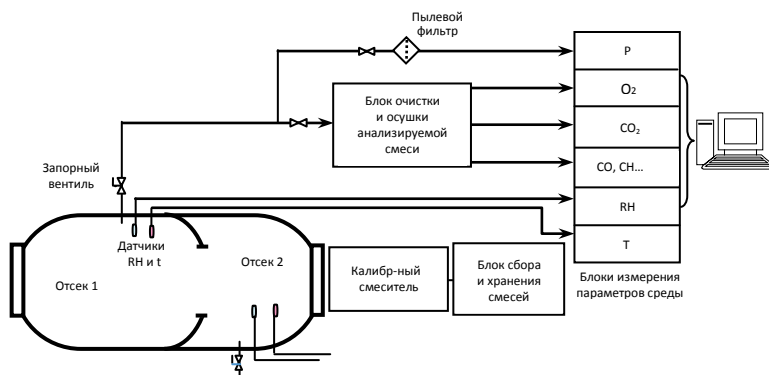 Пылевой
фильтр
P
O₂
Блок очистки
и осушки
анализируемой
смеси
CO₂
CO, CH...
Запорный
вентиль
RH
T
Датчики
RH и t
Отсек 1
Отсек 2
Калибр-ный
смеситель
Блок сбора
и хранения
смесей
Блоки измерения
параметров среды